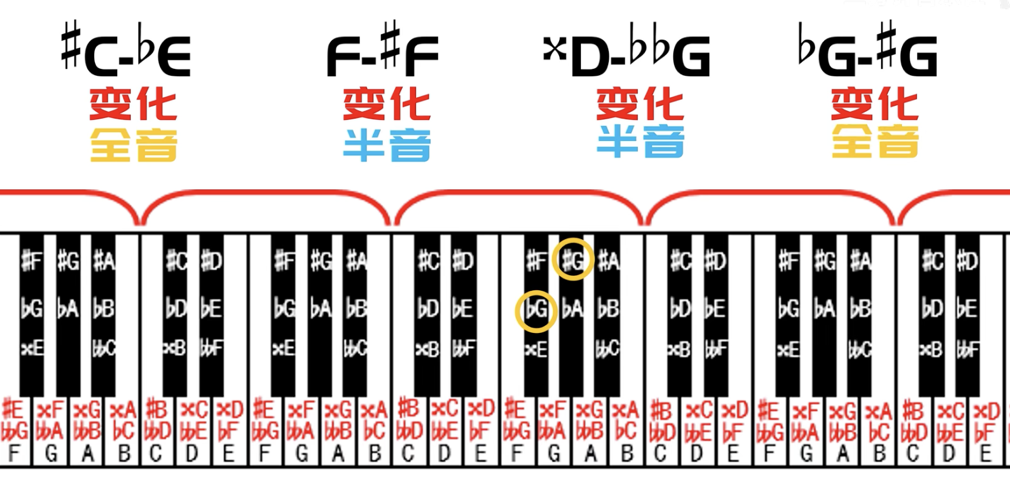 ♯C-♭E F-♯F 𝄪D-♭♭G ♭G-♯G
变化 变化 变化 变化
全音 半音 半音 全音
♯F ♯G ♯A ♯C ♯D ♯F ♯G ♯A ♯C ♯D ♯F ♯G ♯A ♯C ♯D ♯F ♯G ♯A ♯C ♯D
♭G ♭A ♭B ♭D ♭E ♭G ♭A ♭B ♭D ♭E ♭G ♭A ♭B ♭D ♭E ♭G ♭A ♭B ♭D ♭E
𝄪E ♭♭C 𝄪B ♭♭F 𝄪E ♭♭C 𝄪B ♭♭F 𝄪E ♭♭C 𝄪B ♭♭F 𝄪E ♭♭C 𝄪B ♭♭F
♯E 𝄪F 𝄪G 𝄪A ♯B 𝄪C 𝄪D ♯E 𝄪F 𝄪G 𝄪A ♯B 𝄪C 𝄪D ♯E 𝄪F 𝄪G 𝄪A ♯B 𝄪C 𝄪D ♯E 𝄪F 𝄪G 𝄪A ♯B 𝄪C 𝄪D
♭♭G ♭♭A ♭♭B ♭C ♭♭D ♭♭E ♭F ♭♭G ♭♭A ♭♭B ♭C ♭♭D ♭♭E ♭F ♭♭G ♭♭A ♭♭B ♭C ♭♭D ♭♭E ♭F ♭♭G ♭♭A ♭♭B ♭C ♭♭D ♭♭E ♭F
F G A B C D E F G A B C D E F G A B C D E F G A B C D E